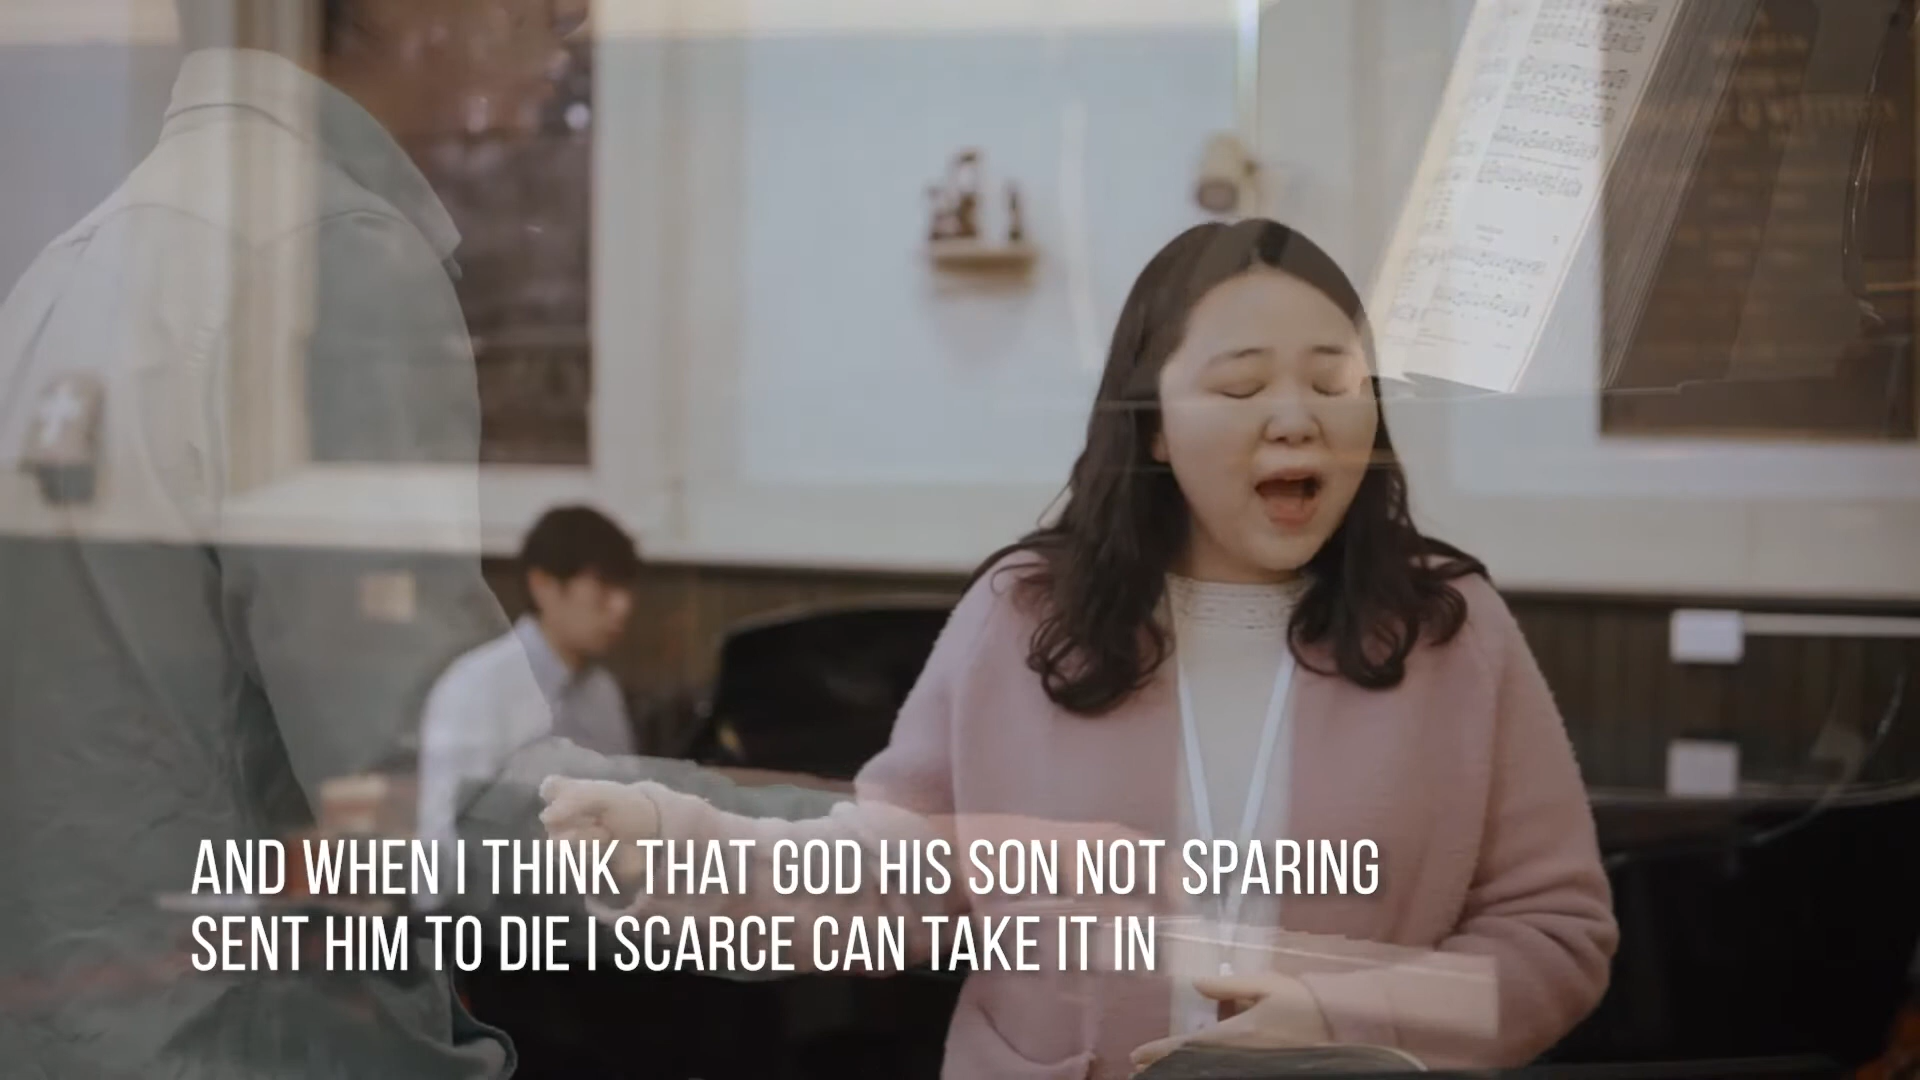 AND WHEN I THINK THAT GOD HIS SON NOT SPARING
SENT HIM TO DIE I SCARCE CAN TAKE IT IN